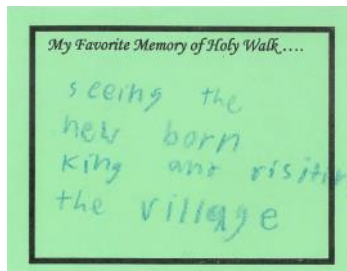 My Favorite Memory of Holy Walk....
seeing the
new born
King and visiting
the village